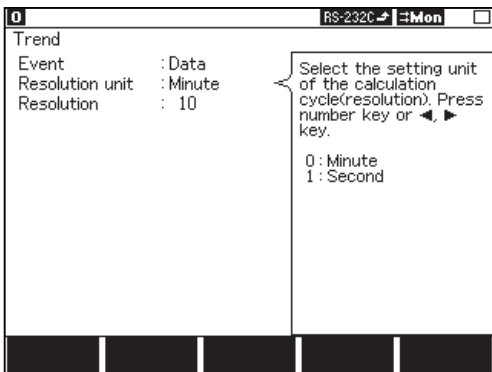 0 RS-232C Mon
Trend
Event : Data
Resolution unit : Minute
Resolution : 10
Select the setting unit
of the calculation
cycle(resolution). Press
number key or ◀, ▶
key.
0 : Minute
1 : Second